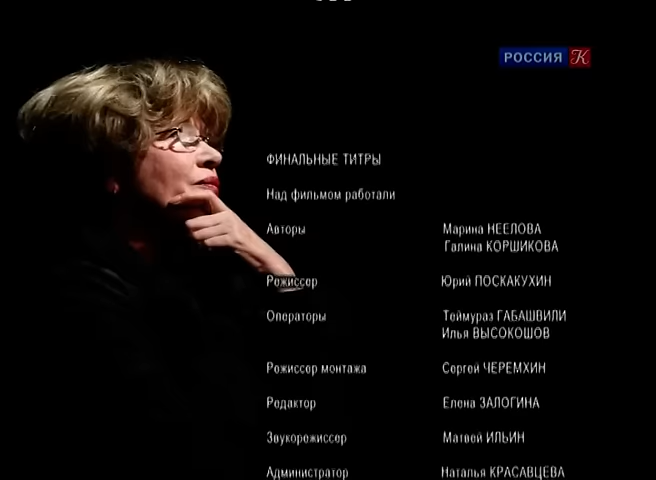 РОССИЯ К
ФИНАЛЬНЫЕ ТИТРЫ
Над фильмом работали
Авторы Марина НЕЕЛОВА
Галина КОРШИКОВА
Режиссер Юрий ПОСКАКУХИН
Операторы Теймураз ГАБАШВИЛИ
Илья ВЫСОКОШОВ
Режиссер монтажа Сергей ЧЕРЕМХИН
Редактор Елена ЗАЛОГИНА
Звукорежиссер Матвей ИЛЬИН
Администратор Наталья КРАСАВЦЕВА